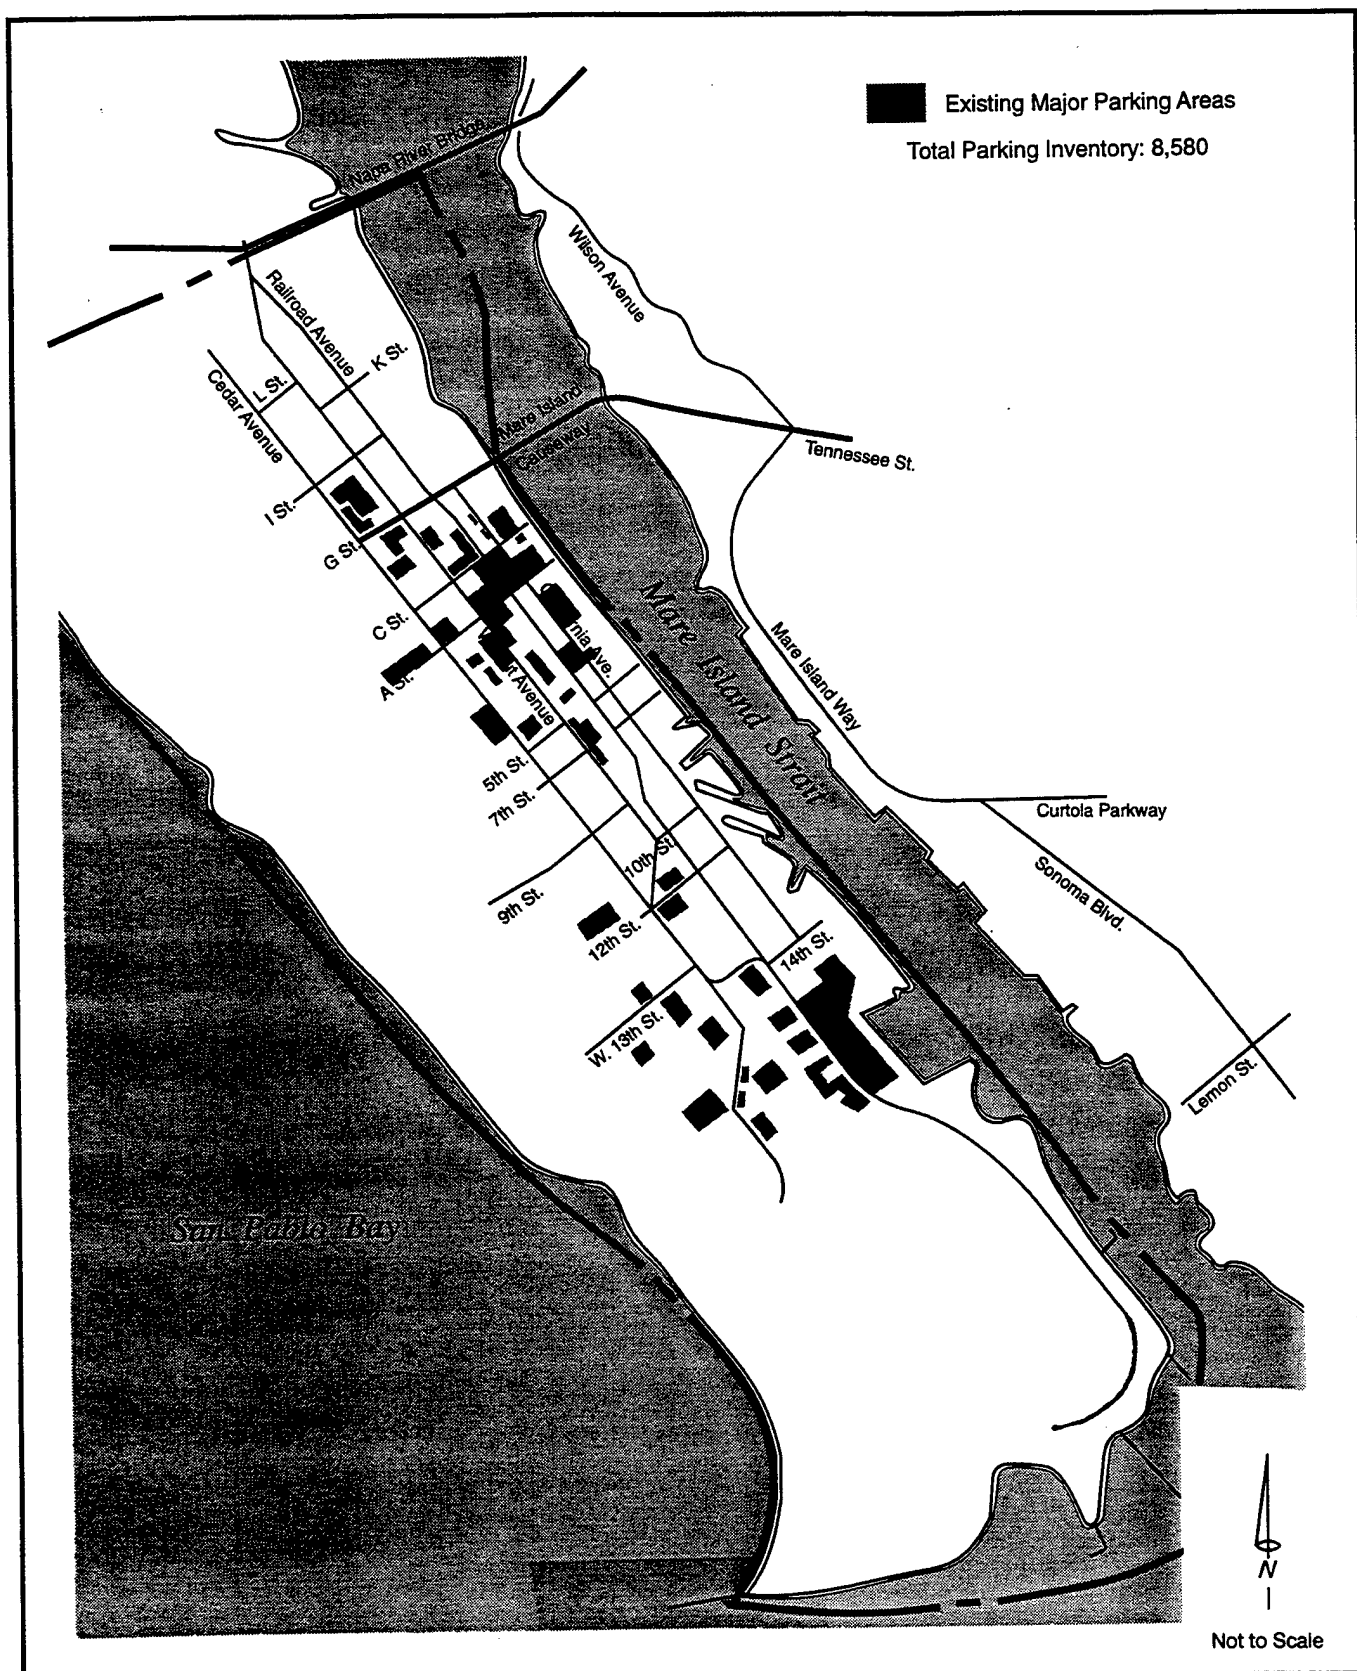 Existing Major Parking Areas
Total Parking Inventory: 8,580
Napa River Bridge
Wilson Avenue
Railroad Avenue
K St.
L St.
Cedar Avenue
Mare Island
Causeway
Tennessee St.
I St.
G St.
C St.
A St.
Mare Island Strait
Mare Island Way
Ave.
Avenue
5th St.
7th St.
Curtola Parkway
Sonoma Blvd.
10th St.
9th St.
12th St.
14th St.
W. 13th St.
Lemon St.
San Pablo Bay
N
Not to Scale